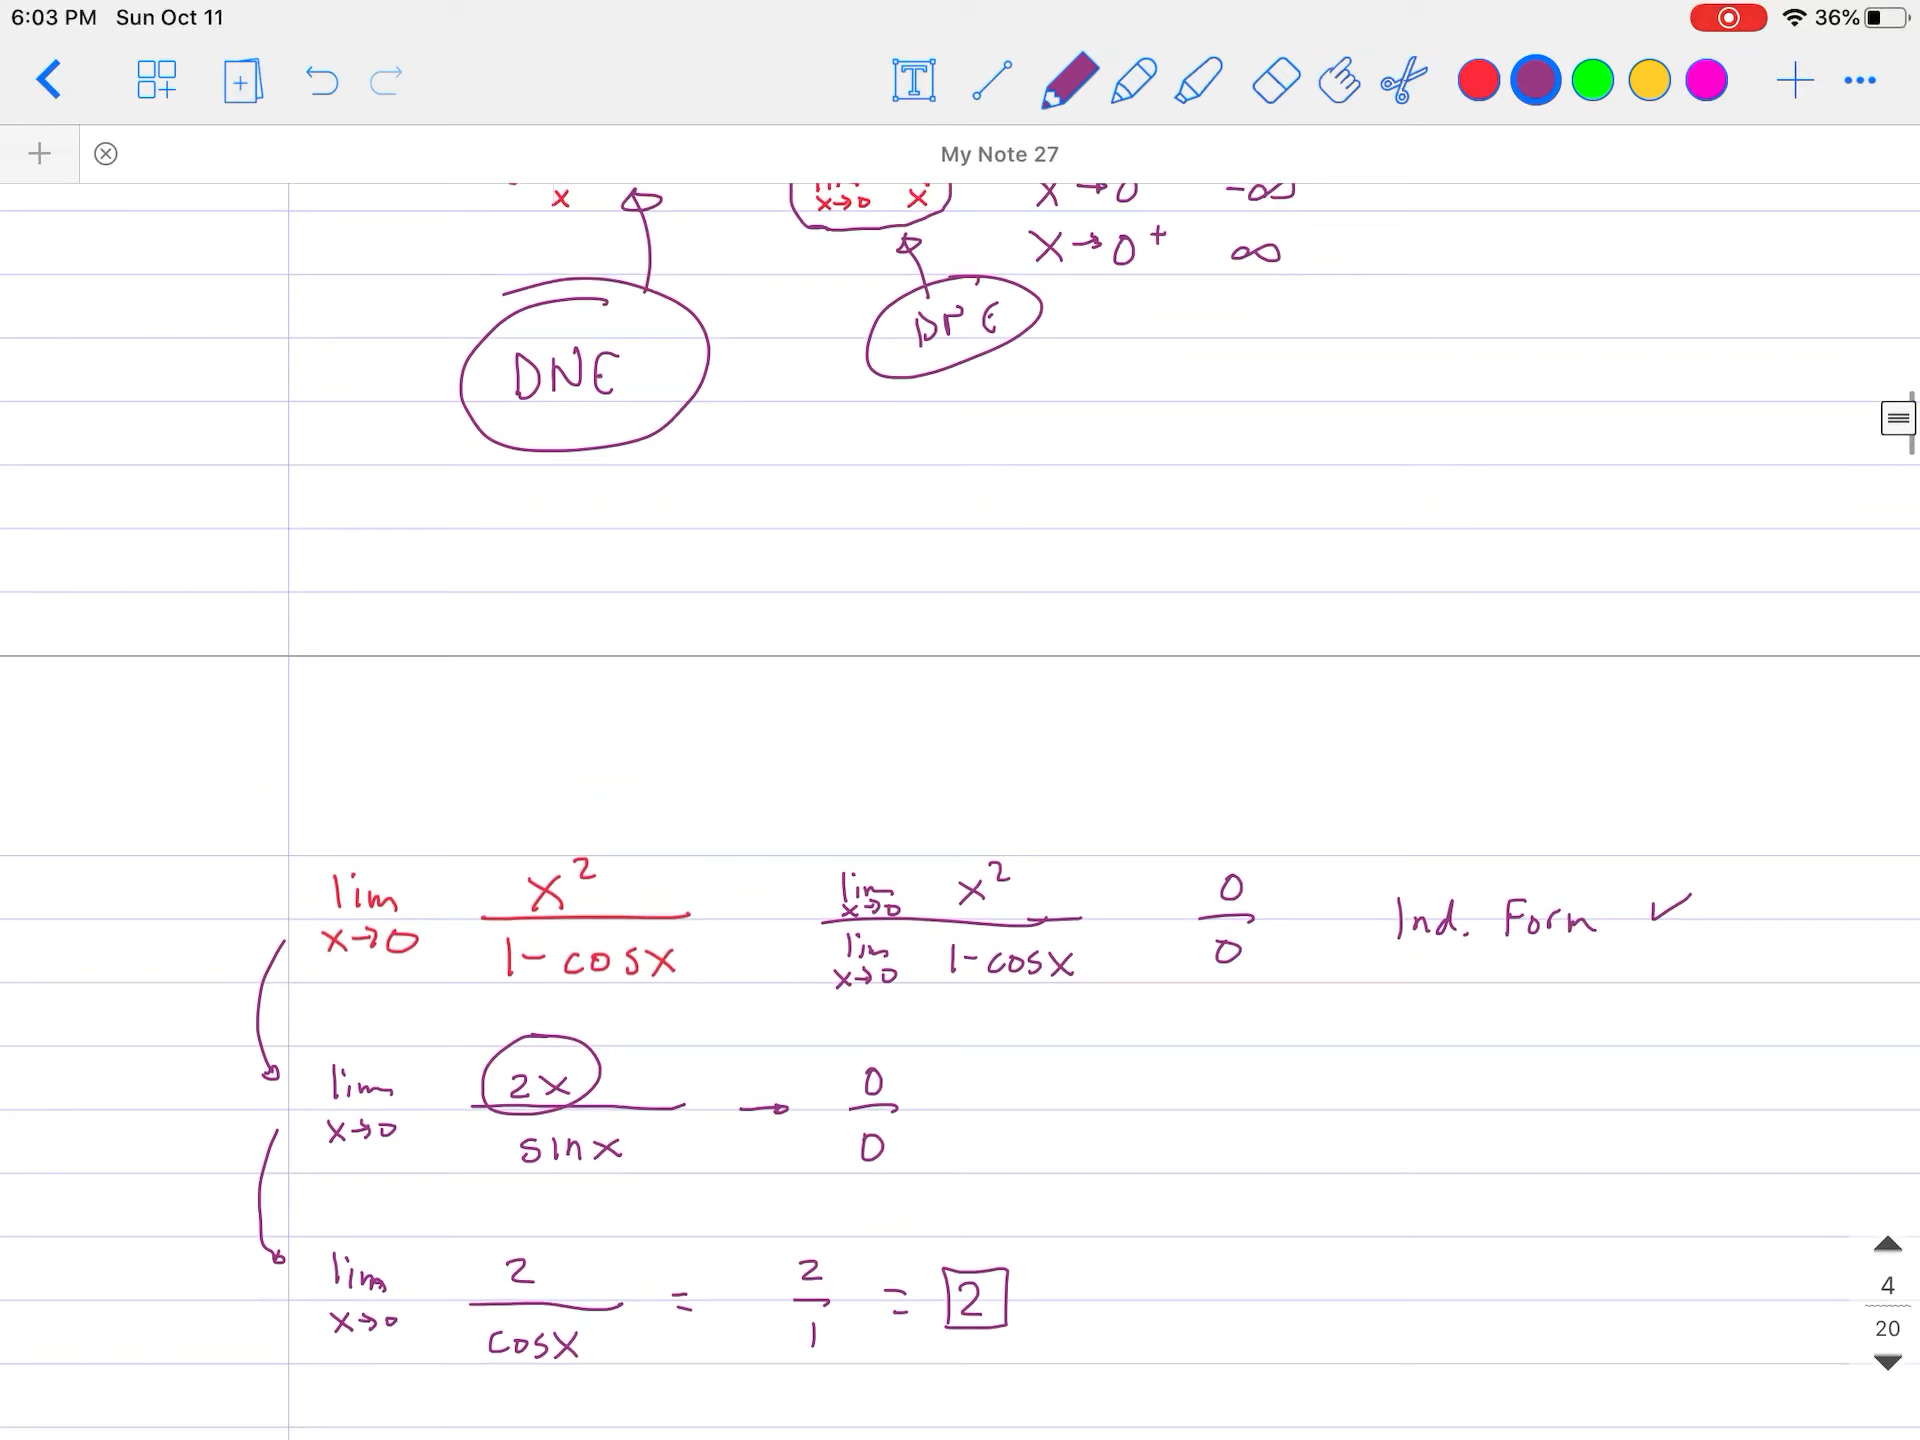 6:03 PM Sun Oct 11 36%
T
My Note 27
x x→0 x x→0 -∞
x→0⁺ ∞
DNE DNE
lim x→0 x² / 1-cosx lim x→0 x² / lim x→0 1-cosx 0/0 Ind. Form ✓
lim x→0 2x / sinx → 0/0
lim x→0 2 / cosx = 2/1 = 2
4
20